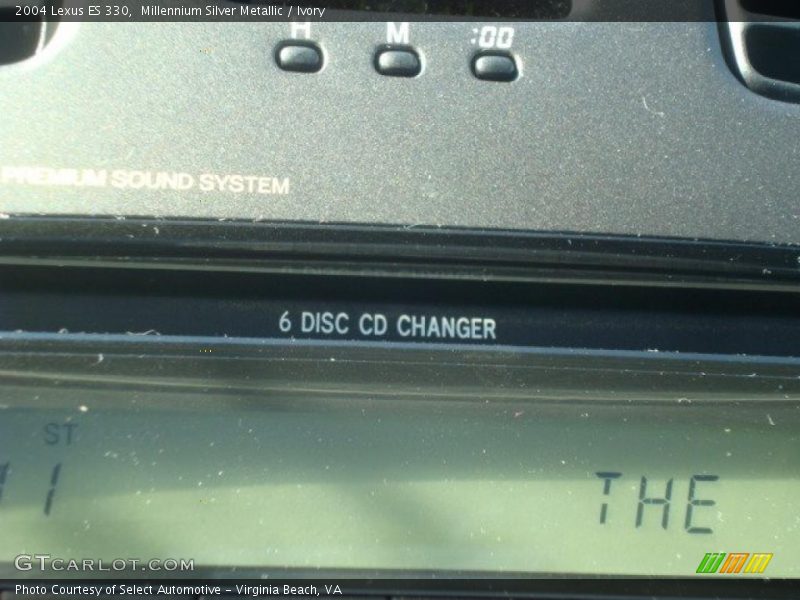 2004 Lexus ES 330,  Millennium Silver Metallic / Ivory
H M :00
PREMIUM SOUND SYSTEM
6 DISC CD CHANGER
ST
11 THE
GTCARLOT.COM
Photo Courtesy of Select Automotive – Virginia Beach, VA